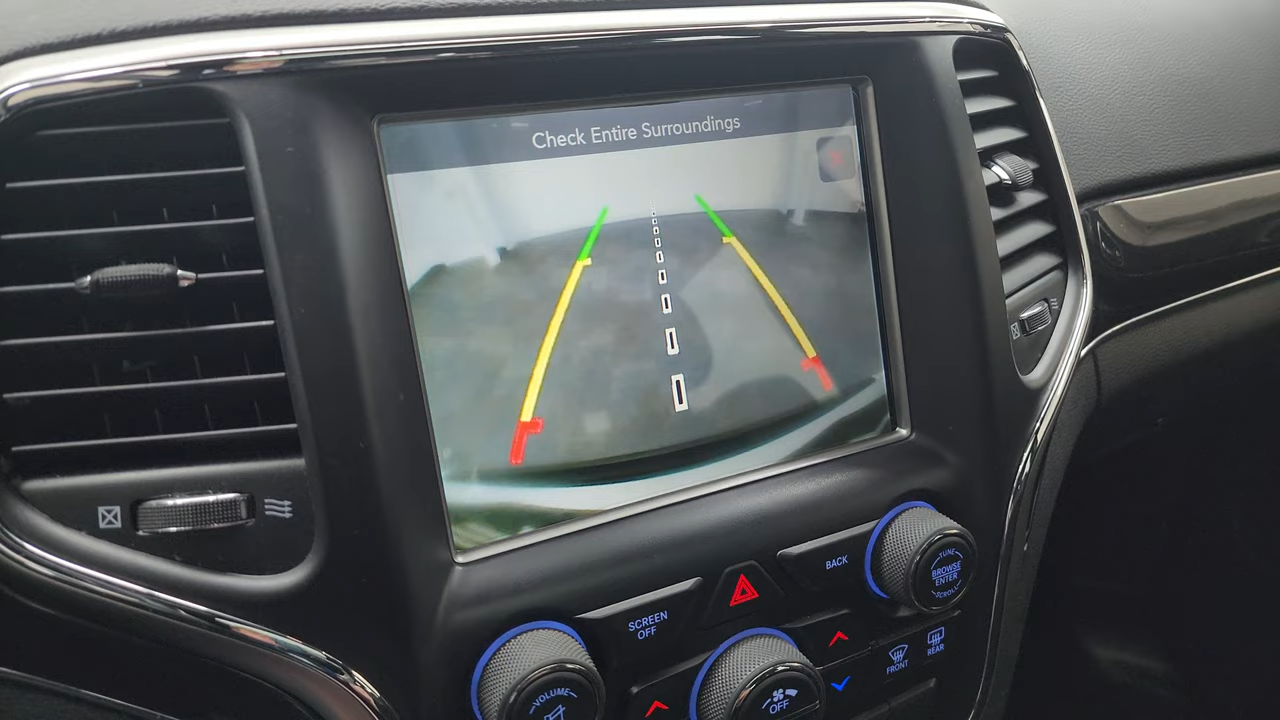 Check Entire Surroundings
BACK
TUNE
BROWSE
ENTER
SCROLL
SCREEN
OFF
FRONT
REAR
VOLUME
OFF